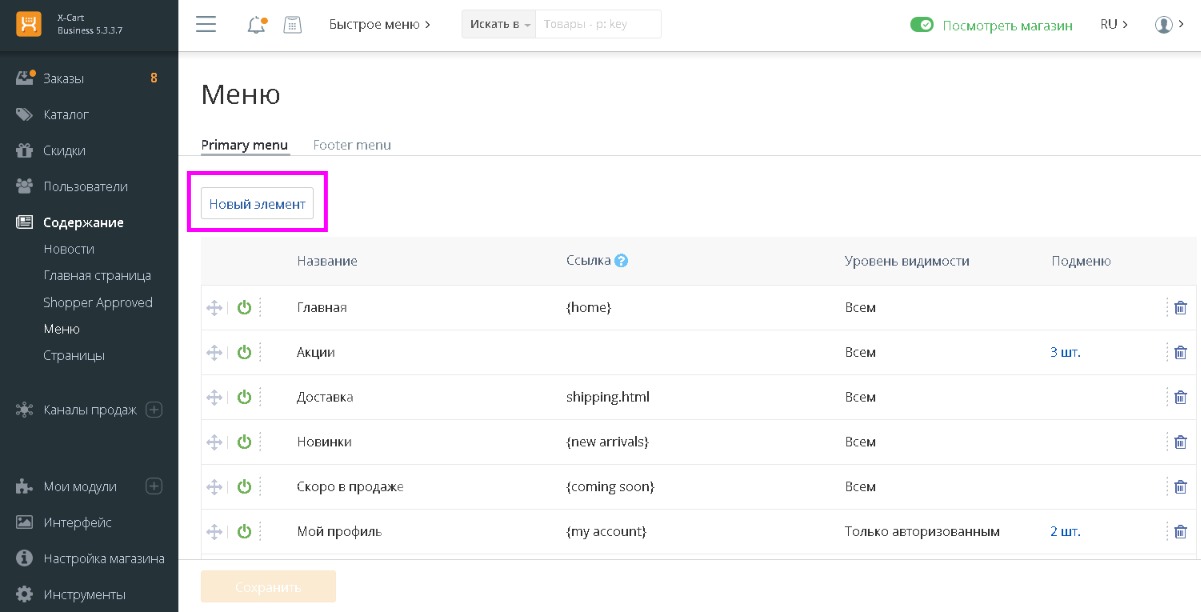 X-Cart
Business 5.3.3.7
Быстрое меню
Искать в
Товары - p: key
Посмотреть магазин
RU
Заказы 8
Каталог
Скидки
Пользователи
Содержание
Новости
Главная страница
Shopper Approved
Меню
Страницы
Каналы продаж
Мои модули
Интерфейс
Настройка магазина
Инструменты
Меню
Primary menu Footer menu
Новый элемент
Название Ссылка ? Уровень видимости Подменю
Главная {home} Всем
Акции Всем 3 шт.
Доставка shipping.html Всем
Новинки {new arrivals} Всем
Скоро в продаже {coming soon} Всем
Мой профиль {my account} Только авторизованным 2 шт.
Сохранить